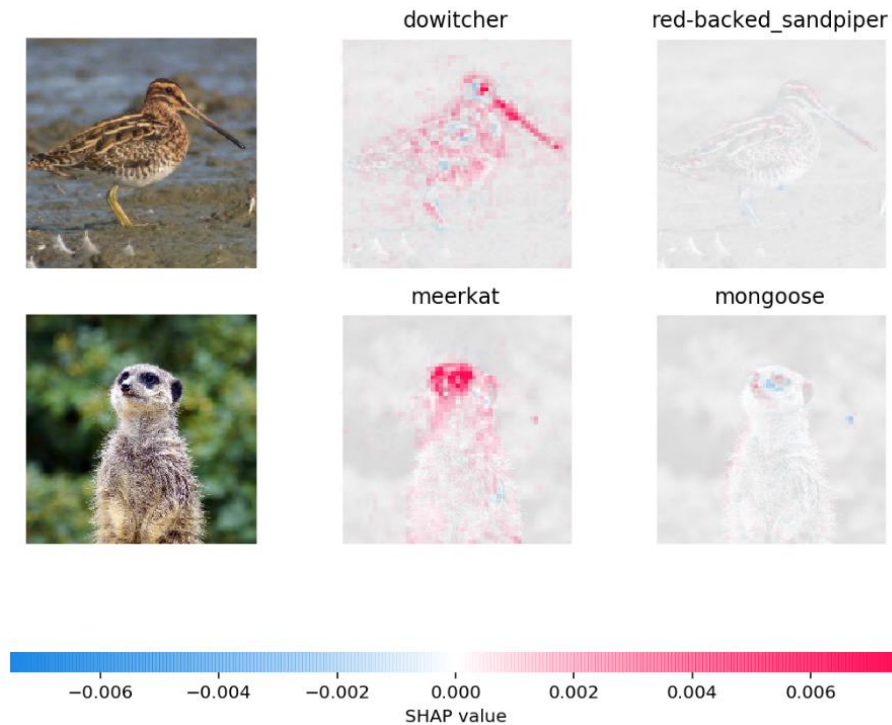 dowitcher
red-backed_sandpiper
meerkat
mongoose
−0.006 −0.004 −0.002 0.000 0.002 0.004 0.006
SHAP value